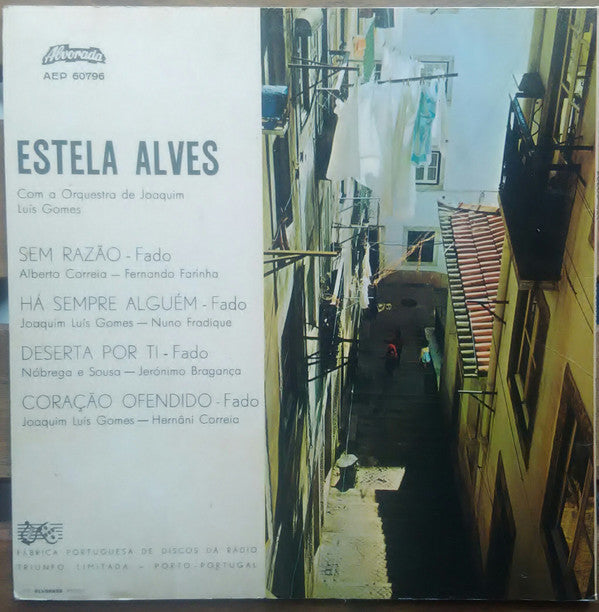 Alvorada
AEP 60796
ESTELA ALVES
Com a Orquestra de Joaquim
Luís Gomes
SEM RAZÃO - Fado
Alberto Correia — Fernando Farinha
HÁ SEMPRE ALGUÉM - Fado
Joaquim Luís Gomes — Nuno Fradique
DESERTA POR TI - Fado
Nóbrega e Sousa — Jerónimo Bragança
CORAÇÃO OFENDIDO - Fado
Joaquim Luís Gomes — Hernâni Correia
FÁBRICA PORTUGUESA DE DISCOS DA RÁDIO
TRIUNFO LIMITADA - PORTO-PORTUGAL